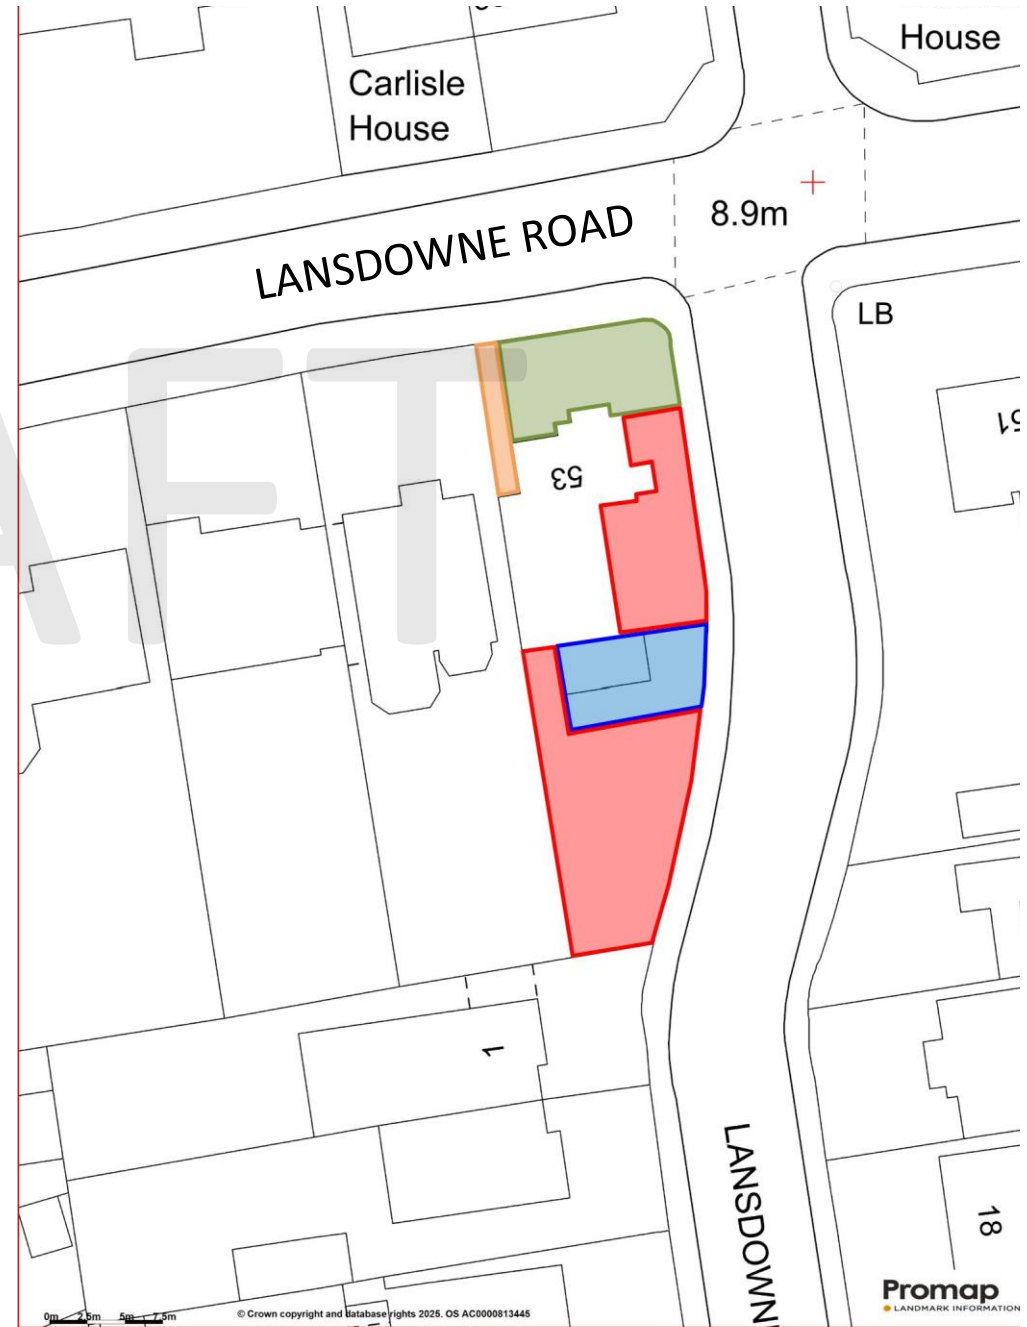 Carlisle
House
House
LANSDOWNE ROAD
8.9m
LB
53
51
AFT
1
LANSDOWN
18
Promap
LANDMARK INFORMATION
0m 2.5m 5m 7.5m
© Crown copyright and database rights 2025. OS AC0000813445